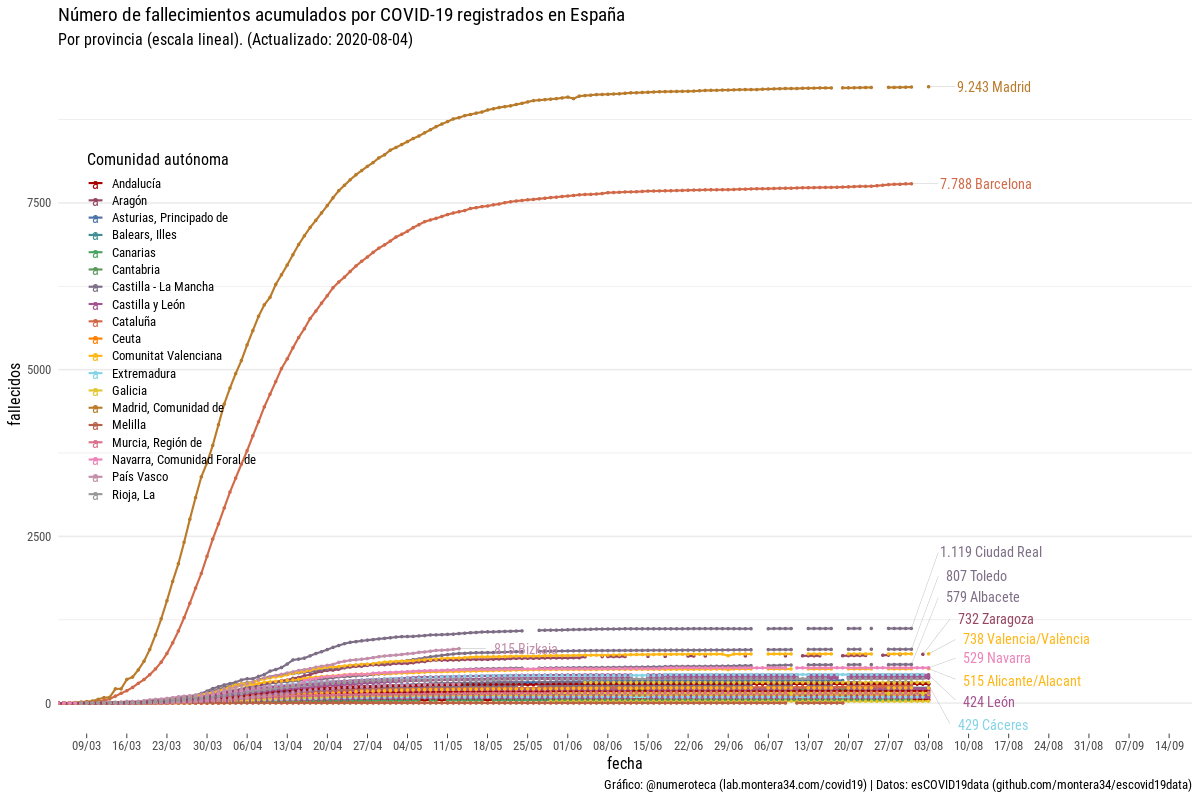 Número de fallecimientos acumulados por COVID-19 registrados en España
Por provincia (escala lineal). (Actualizado: 2020-08-04)
9.243 Madrid
Comunidad autónoma
Andalucía
Aragón
Asturias, Principado de
Balears, Illes
Canarias
Cantabria
Castilla - La Mancha
Castilla y León
Cataluña
Ceuta
Comunitat Valenciana
Extremadura
Galicia
Madrid, Comunidad de
Melilla
Murcia, Región de
Navarra, Comunidad Foral de
País Vasco
Rioja, La
7.788 Barcelona
7500
5000
2500
0
fallecidos
1.119 Ciudad Real
807 Toledo
579 Albacete
732 Zaragoza
738 Valencia/València
815 Bizkaia
529 Navarra
515 Alicante/Alacant
424 León
429 Cáceres
09/03 16/03 23/03 30/03 06/04 13/04 20/04 27/04 04/05 11/05 18/05 25/05 01/06 08/06 15/06 22/06 29/06 06/07 13/07 20/07 27/07 03/08 10/08 17/08 24/08 31/08 07/09 14/09
fecha
Gráfico: @numeroteca (lab.montera34.com/covid19) | Datos: esCOVID19data (github.com/montera34/escovid19data)